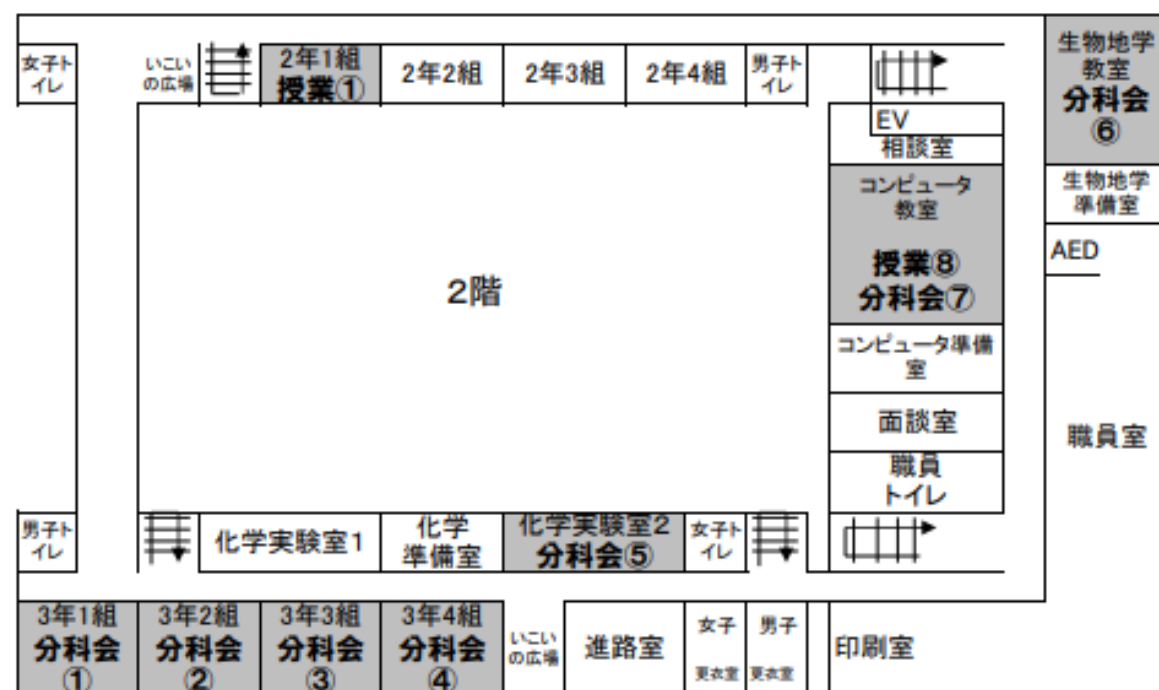 女子ト
イレ
いこい
の広場
2年1組
授業①
2年2組
2年3組
2年4組
男子ト
イレ
生物地学
教室
分科会
⑥
EV
相談室
コンピュータ
教室
授業⑧
分科会⑦
生物地学
準備室
AED
2階
コンピュータ準備
室
面談室
職員室
職員
トイレ
男子ト
イレ
化学実験室1
化学
準備室
化学実験室2
分科会⑤
女子ト
イレ
3年1組
分科会
①
3年2組
分科会
②
3年3組
分科会
③
3年4組
分科会
④
いこい
の広場
進路室
女子
更衣室
男子
更衣室
印刷室